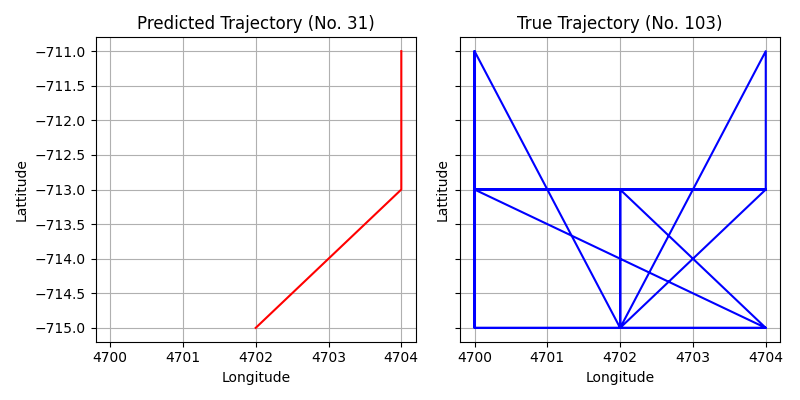 Predicted Trajectory (No. 31)
−711.0
−711.5
−712.0
−712.5
−713.0
−713.5
−714.0
−714.5
−715.0
Lattitude
4700 4701 4702 4703 4704
Longitude
True Trajectory (No. 103)
Lattitude
4700 4701 4702 4703 4704
Longitude